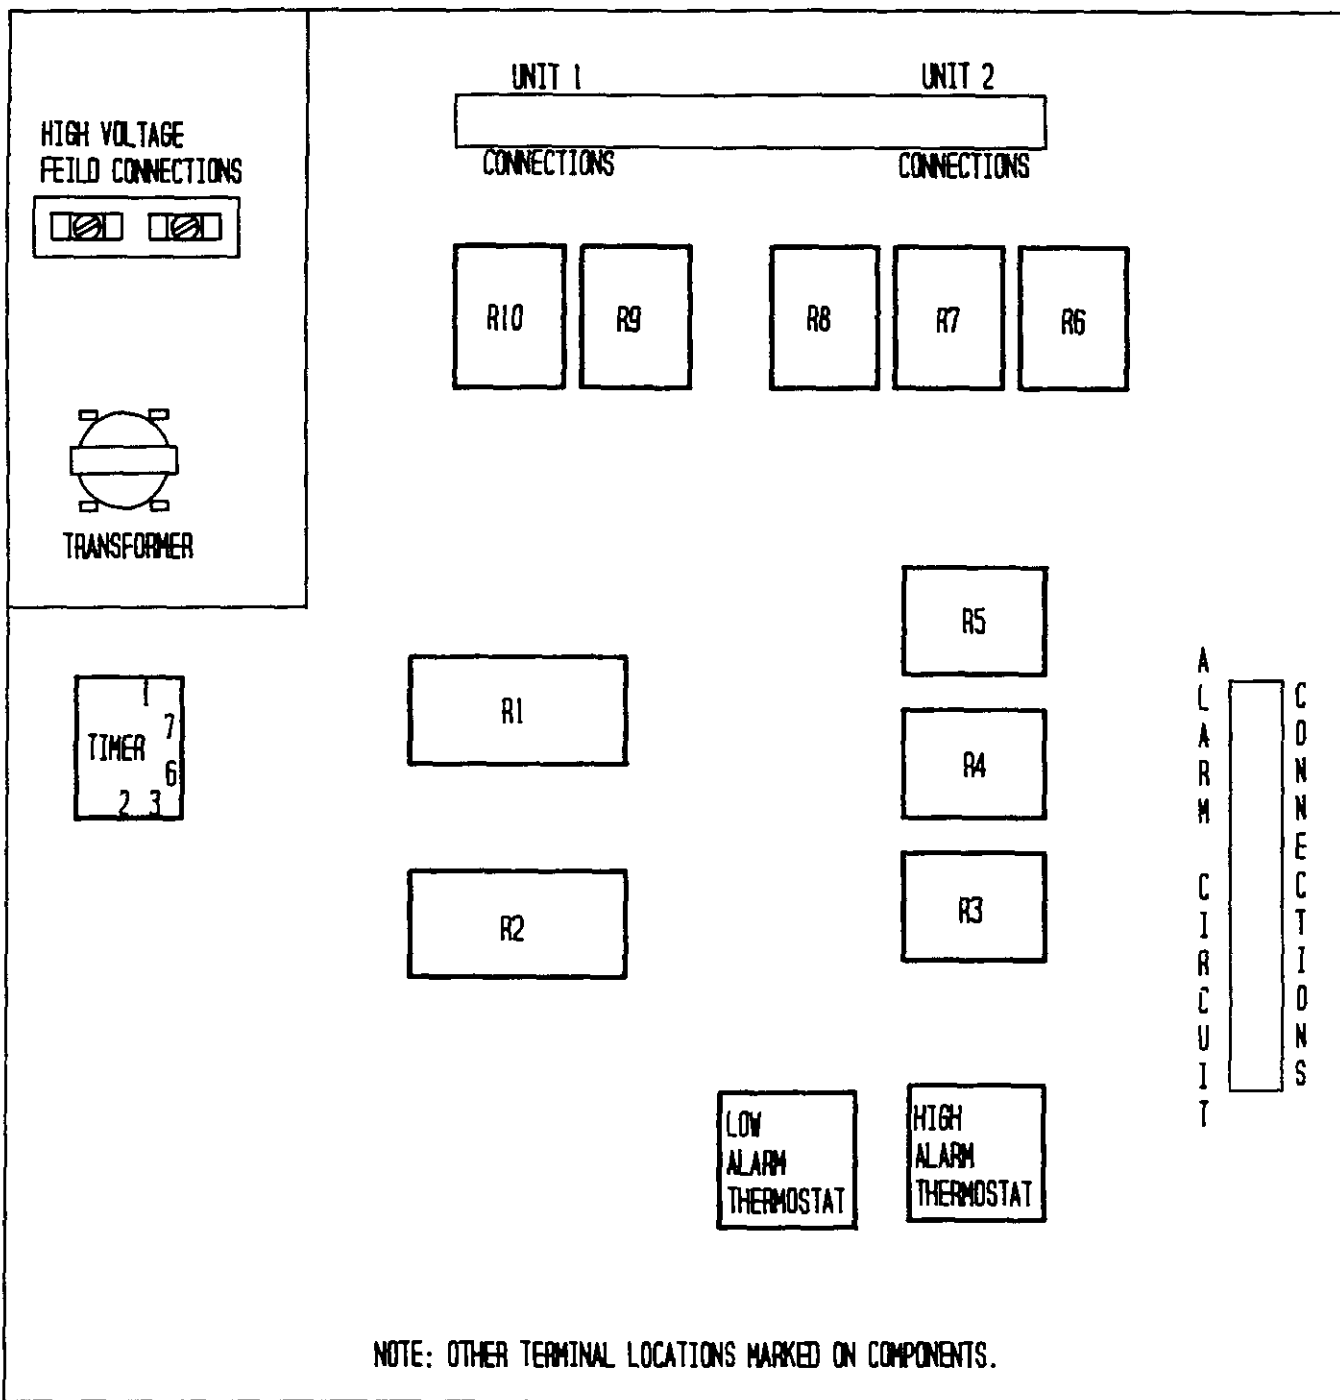 UNIT 1
UNIT 2
HIGH VOLTAGE
FEILD CONNECTIONS
CONNECTIONS
CONNECTIONS
R10
R9
R8
R7
R6
TRANSFORMER
R5
R1
R4
TIMER
1
7
6
2 3
R2
R3
ALARM CIRCUIT
CONNECTIONS
LOW
ALARM
THERMOSTAT
HIGH
ALARM
THERMOSTAT
NOTE: OTHER TERMINAL LOCATIONS MARKED ON COMPONENTS.